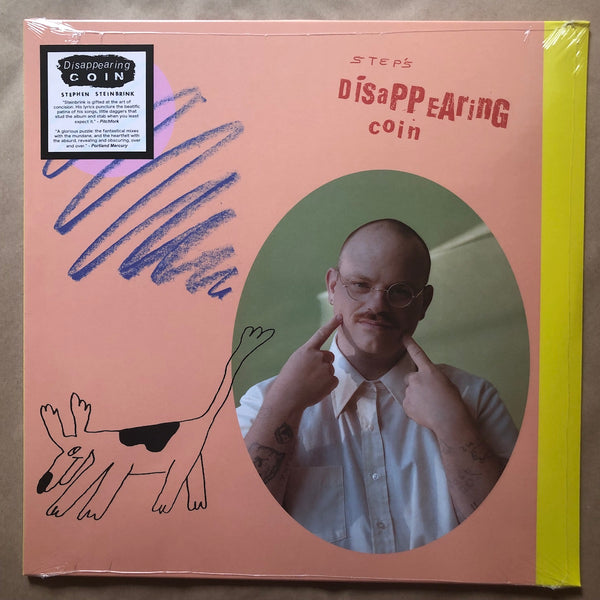 Disappearing
COIN
STEPHEN STEINBRINK
"Steinbrink is gifted at the art of
concision. His lyrics puncture the beatific
patina of his songs, little daggers that
stud the album and stab when you least
expect it." - Pitchfork
"A glorious puzzle: the fantastical mixes
with the mundane, and the heartfelt with
the absurd, revealing and obscuring, over
and over." - Portland Mercury
STEP'S
DiSaPPEARiNG
coin